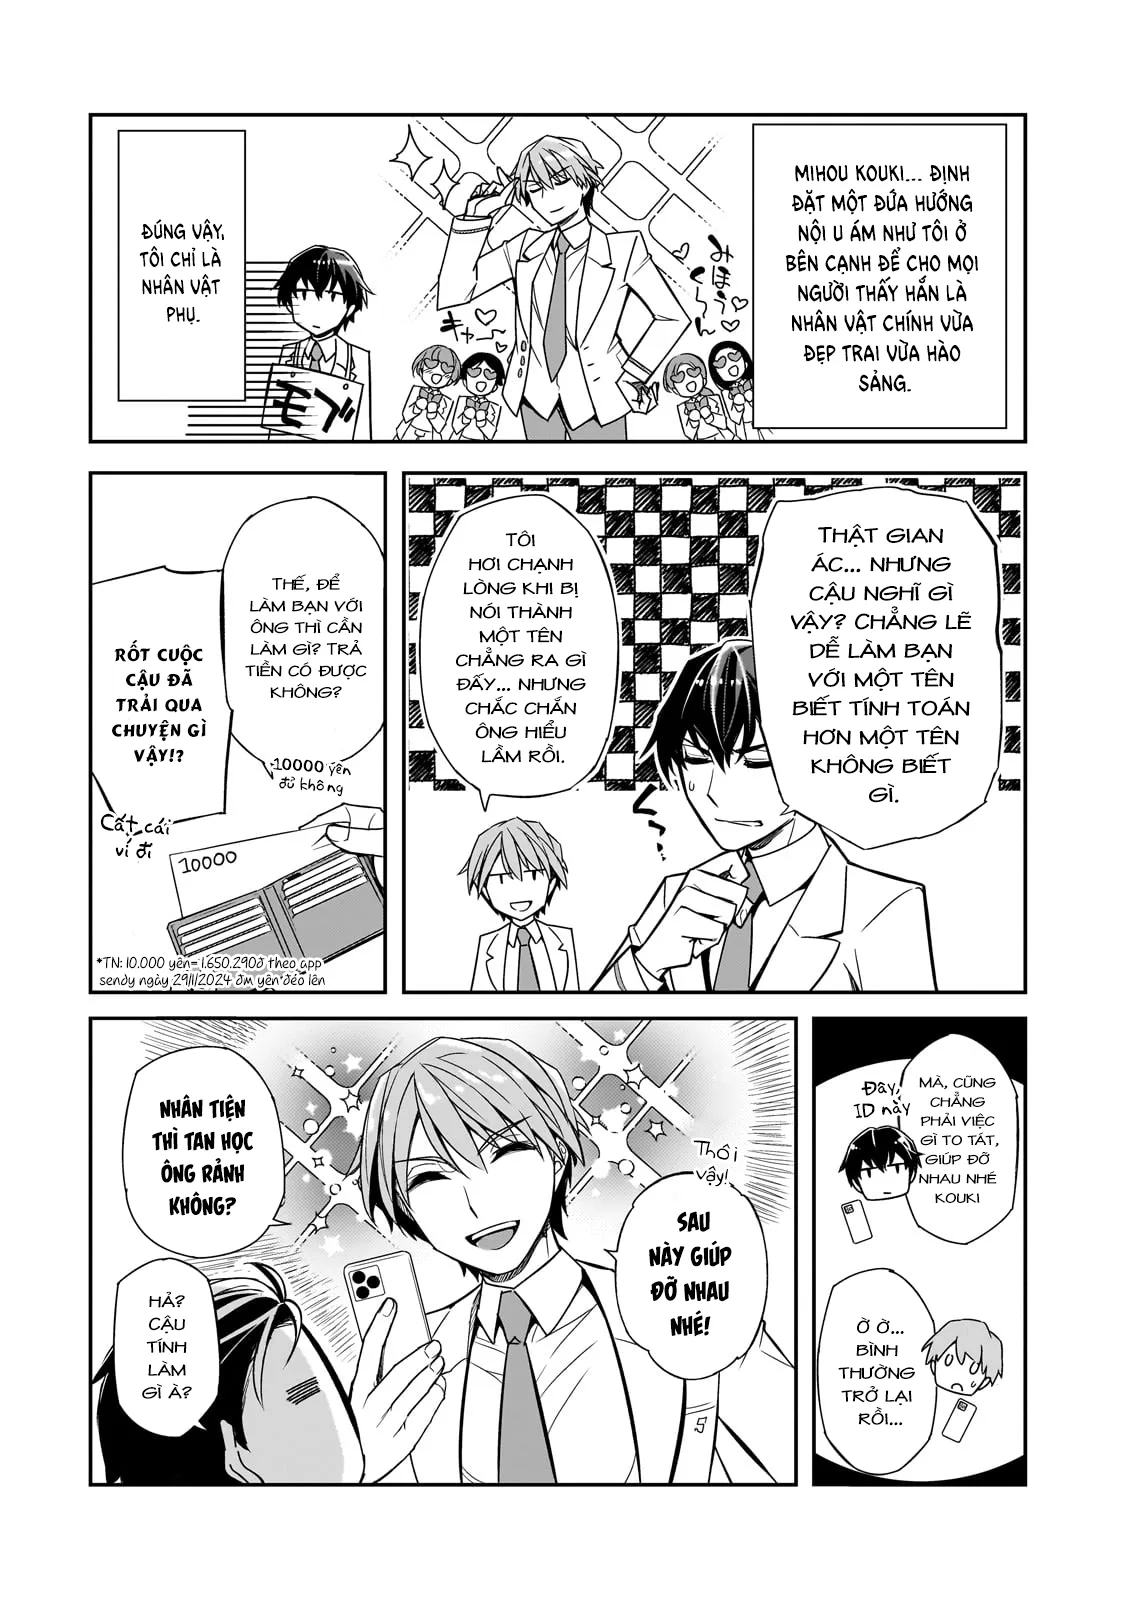 MIHOU KOUKI... ĐỊNH
ĐẶT MỘT ĐỨA HƯỚNG
NỘI U ÁM NHƯ TÔI Ở
BÊN CẠNH ĐỂ CHO MỌI
NGƯỜI THẤY HẮN LÀ
NHÂN VẬT CHÍNH VỪA
ĐẸP TRAI VỪA HÀO
SẢNG.
みほうくーん
キャー
ĐÚNG VẬY,
TÔI CHỈ LÀ
NHÂN VẬT
PHỤ.
モブ
THẬT GIAN
ÁC... NHƯNG
CẬU NGHĨ GÌ
VẬY? CHẲNG LẼ
DỄ LÀM BẠN
VỚI MỘT TÊN
BIẾT TÍNH TOÁN
HƠN MỘT TÊN
KHÔNG BIẾT
GÌ.
くっ…
TÔI
HƠI CHẠNH
LÒNG KHI BỊ
NÓI THÀNH
MỘT TÊN
CHẲNG RA GÌ
ĐẤY... NHƯNG
CHẮC CHẮN
ÔNG HIỂU
LẦM RỒI.
THẾ, ĐỂ
LÀM BẠN VỚI
ÔNG THÌ CẦN
LÀM GÌ? TRẢ
TIỀN CÓ ĐƯỢC
KHÔNG?
10000 yên
đủ không
RỐT CUỘC
CẬU ĐÃ
TRẢI QUA
CHUYỆN GÌ
VẬY!?
Cất cái
ví đi
10000
*TN: 10.000 yên= 1.650.290đ theo app
sendy ngày 29/11/2024 đm yên đéo lên
MÀ, CŨNG
CHẲNG
PHẢI VIỆC
GÌ TO TÁT,
GIÚP ĐỠ
NHAU NHÉ
KOUKI
Đây,
ID này
Ờ Ờ...
BÌNH
THƯỜNG
TRỞ LẠI
RỒI...
Thôi
vậy!
SAU
NÀY GIÚP
ĐỠ NHAU
NHÉ!
NHÂN TIỆN
THÌ TAN HỌC
ÔNG RẢNH
KHÔNG?
HẢ?
CẬU
TÍNH
LÀM
GÌ À?